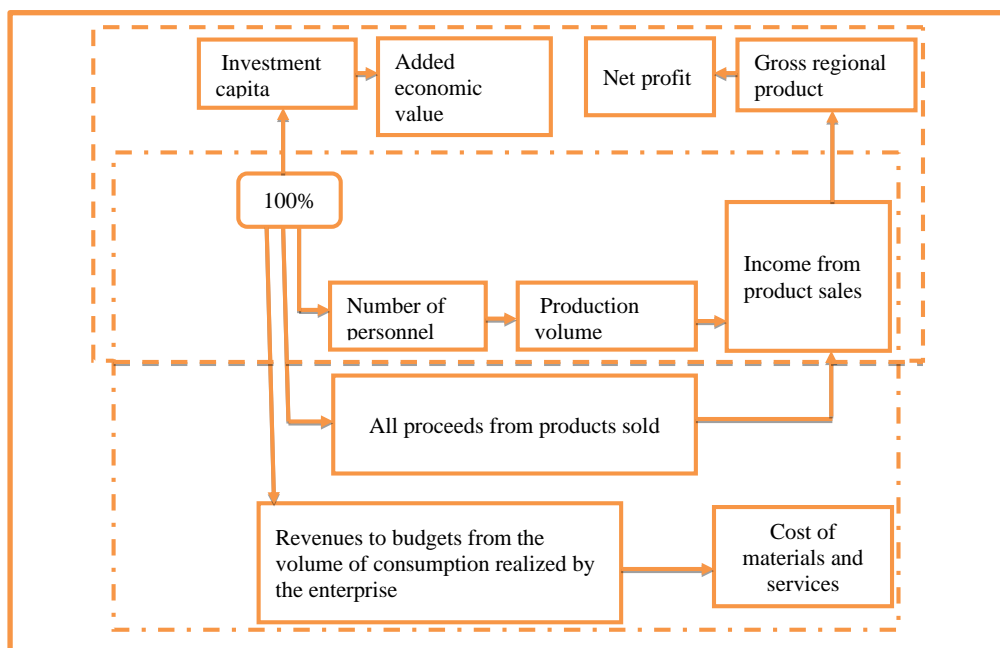 Investment
capita
Added
economic
value
Net profit
Gross regional
product
100%
Income from
product sales
Number of
personnel
Production
volume
All proceeds from products sold
Revenues to budgets from the
volume of consumption realized by
the enterprise
Cost of
materials and
services